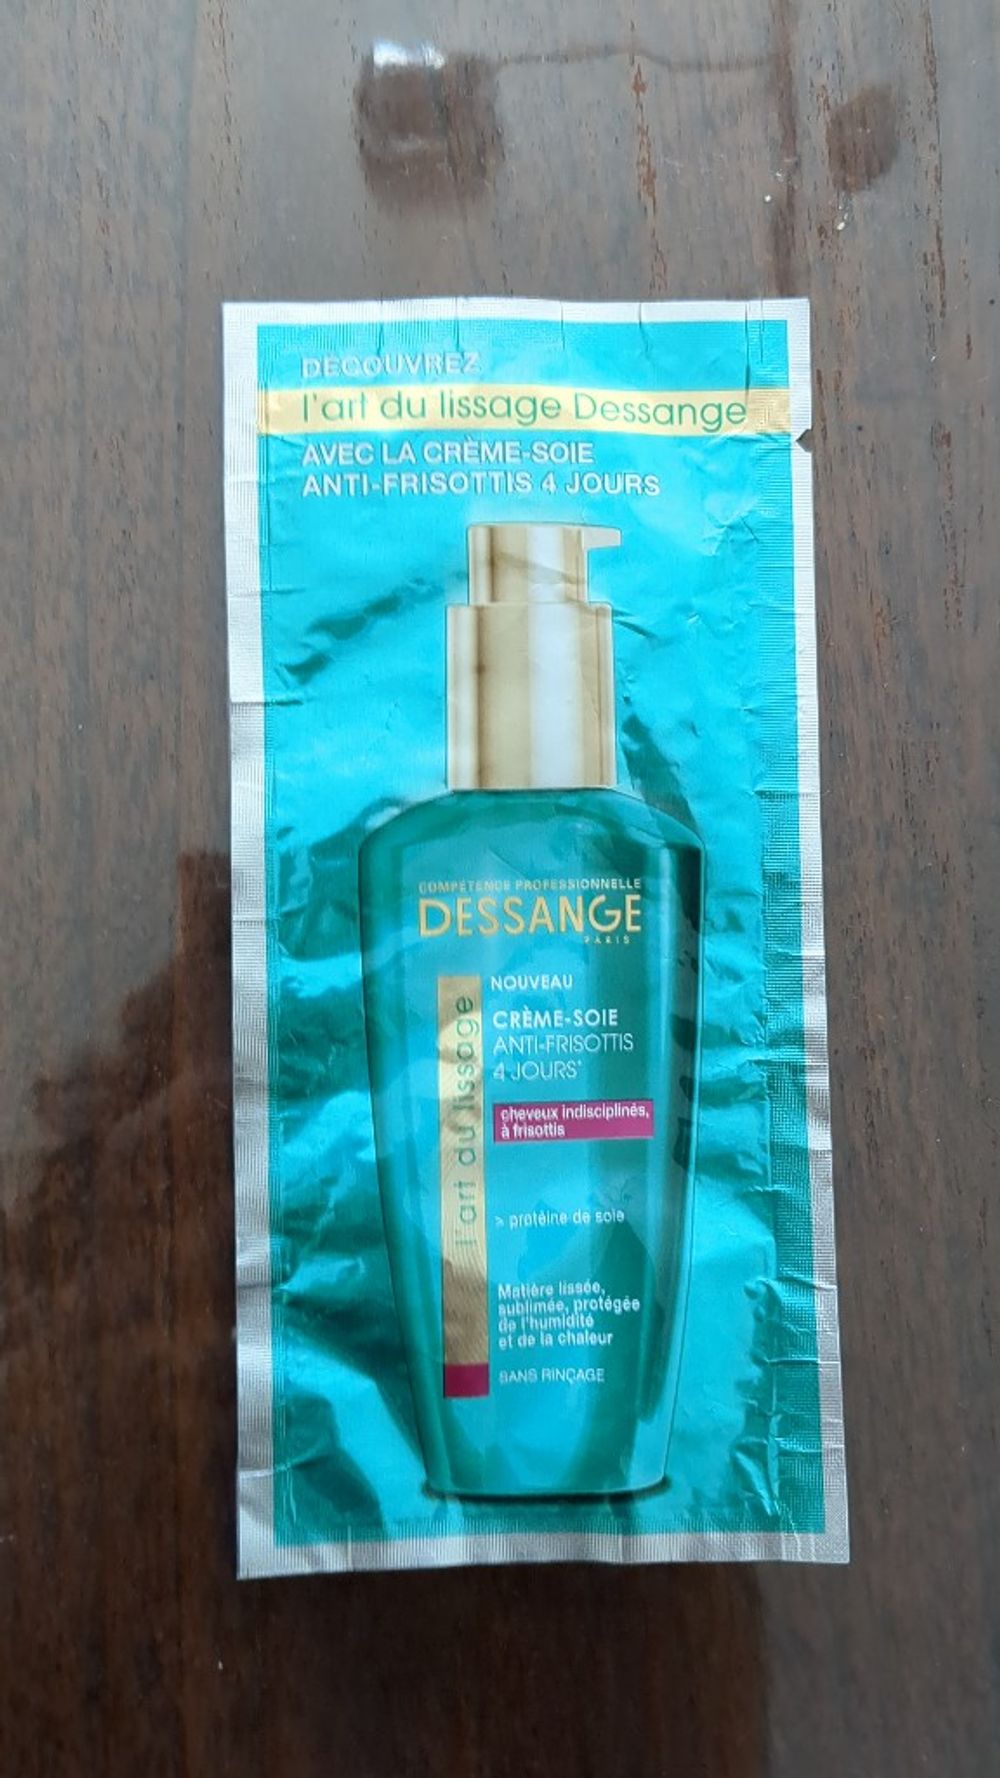 DÉCOUVREZ
l'art du lissage Dessange
AVEC LA CRÈME-SOIE
ANTI-FRISOTTIS 4 JOURS
COMPÉTENCE PROFESSIONNELLE
DESSANGE
PARIS
l'art du lissage
NOUVEAU
CRÈME-SOIE
ANTI-FRISOTTIS
4 JOURS*
cheveux indisciplinés,
à frisottis
> protéine de soie
Matière lissée,
sublimée, protégée
de l'humidité
et de la chaleur
SANS RINÇAGE